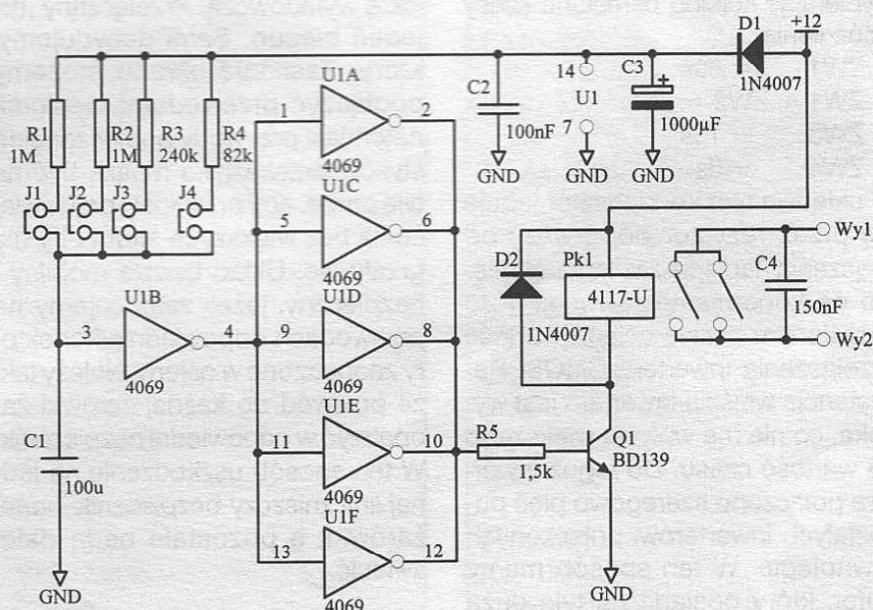 D1
+12
1N4007
U1A
1
2
4069
C2
100nF
GND
14
U1
7
GND
C3
+
1000µF
GND
R1
1M
R2
1M
R3
240k
R4
82k
J1
J2
J3
J4
U1C
5
6
4069
U1B
3
4
4069
U1D
9
8
4069
D2
1N4007
Pk1
4117-U
Wy1
C4
150nF
Wy2
C1
100u
GND
U1E
11
10
4069
R5
1,5k
Q1
BD139
GND
U1F
13
12
4069